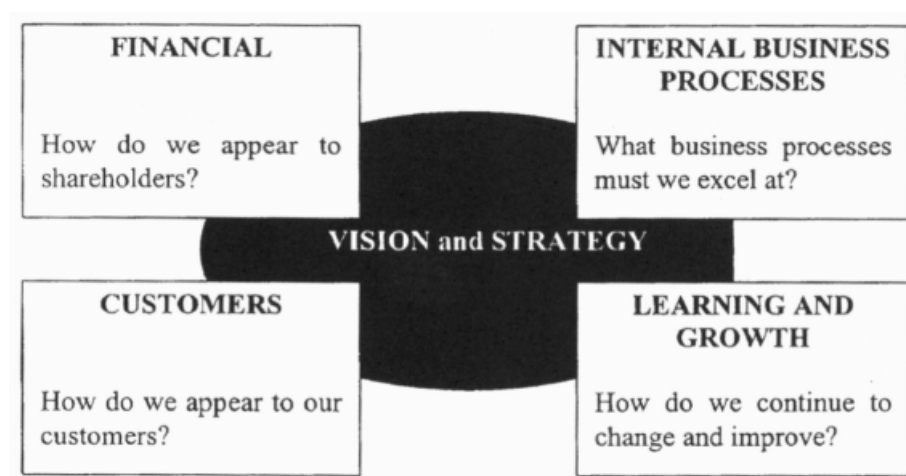 FINANCIAL
How do we appear to
shareholders?
INTERNAL BUSINESS
PROCESSES
What business processes
must we excel at?
VISION and STRATEGY
CUSTOMERS
How do we appear to our
customers?
LEARNING AND
GROWTH
How do we continue to
change and improve?